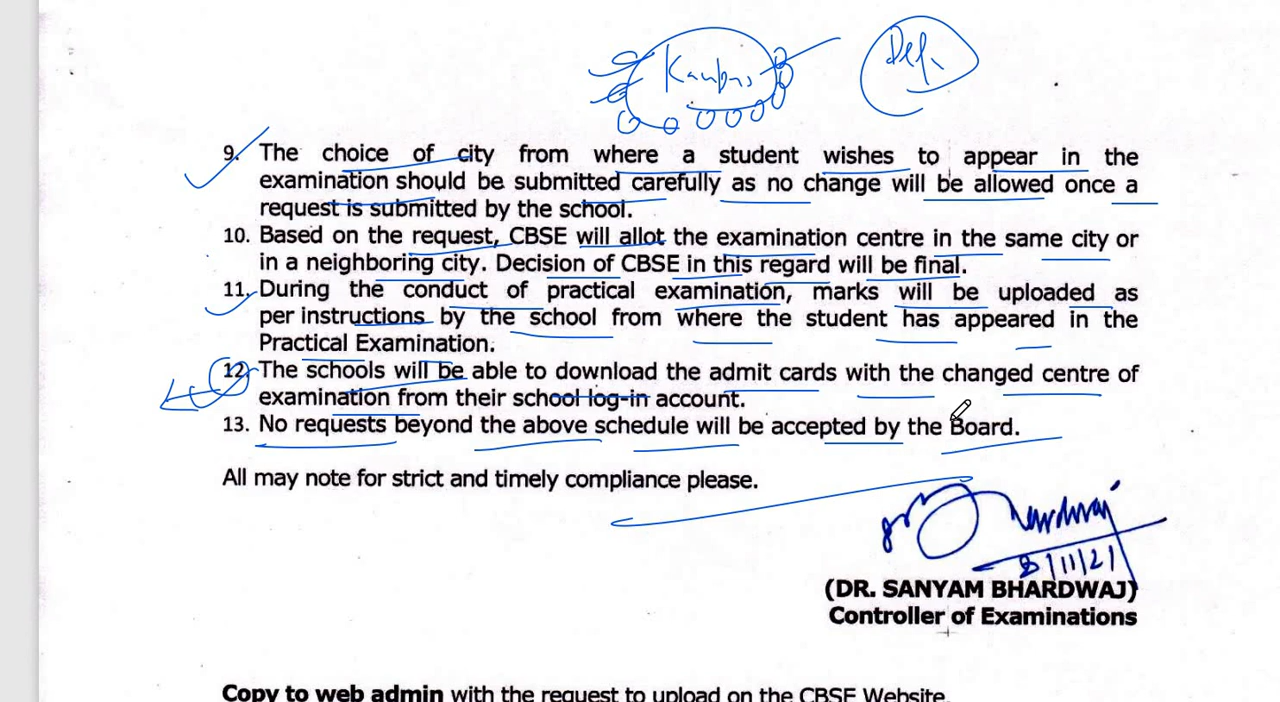 9. The choice of city from where a student wishes to appear in the
examination should be submitted carefully as no change will be allowed once a
request is submitted by the school.
10. Based on the request, CBSE will allot the examination centre in the same city or
in a neighboring city. Decision of CBSE in this regard will be final.
11. During the conduct of practical examination, marks will be uploaded as
per instructions by the school from where the student has appeared in the
Practical Examination.
12. The schools will be able to download the admit cards with the changed centre of
examination from their school log-in account.
13. No requests beyond the above schedule will be accepted by the Board.
All may note for strict and timely compliance please.
8/11/21
(DR. SANYAM BHARDWAJ)
Controller of Examinations
Copy to web admin with the request to upload on the CBSE Website.